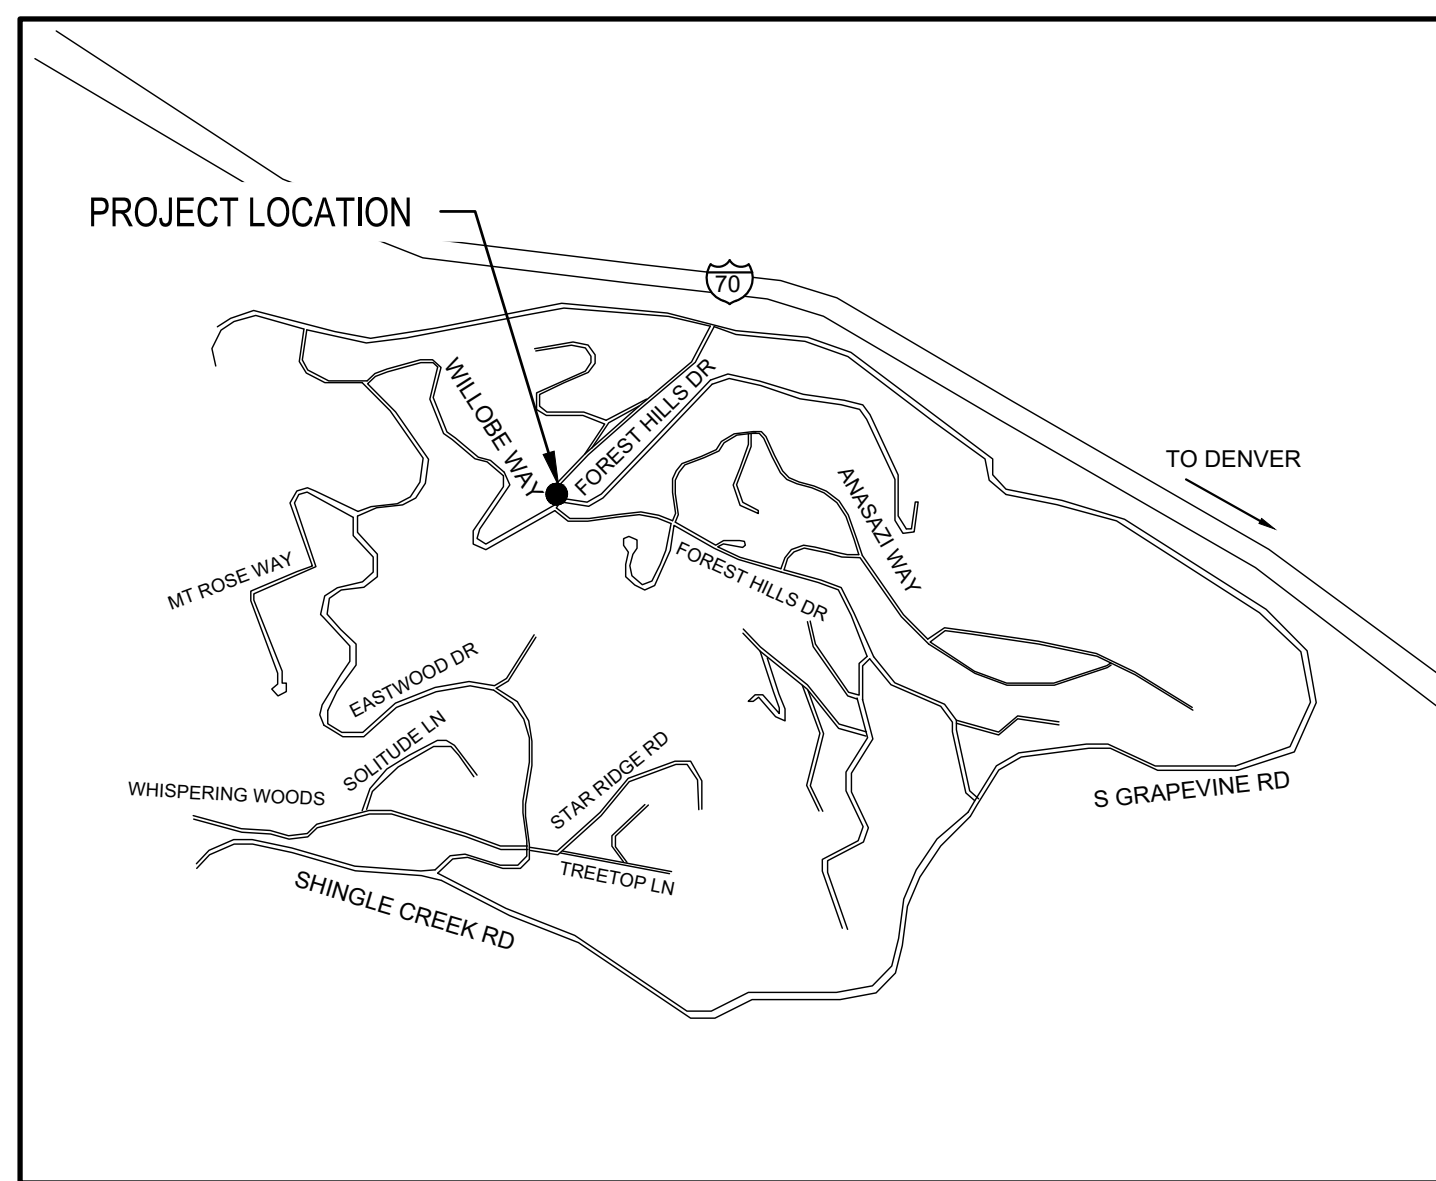 PROJECT LOCATION
70
WILLOBE WAY
FOREST HILLS DR
TO DENVER
ANASAZI WAY
MT ROSE WAY
FOREST HILLS DR
EASTWOOD DR
SOLITUDE LN
STAR RIDGE RD
WHISPERING WOODS
S GRAPEVINE RD
TREETOP LN
SHINGLE CREEK RD